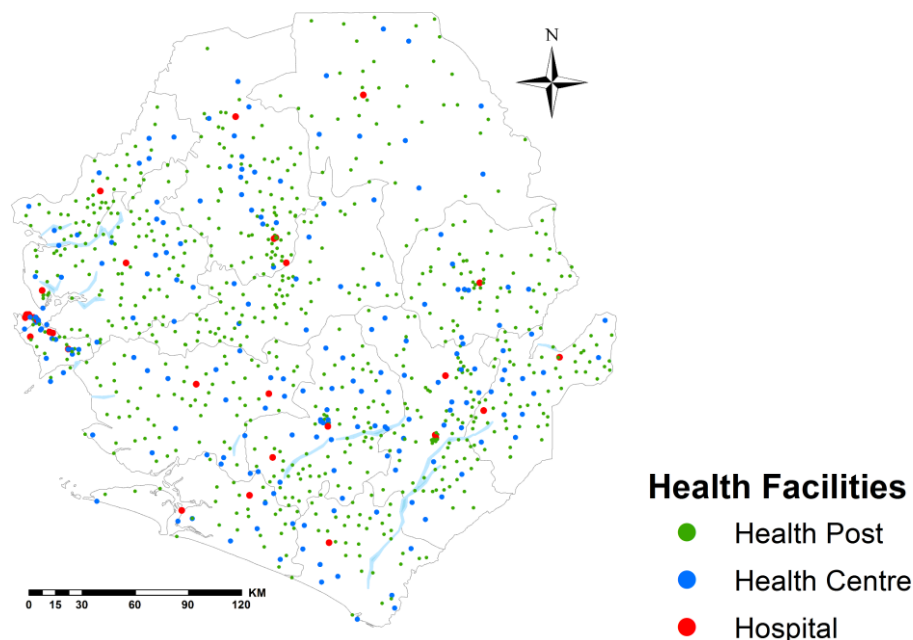 N
Health Facilities
Health Post
Health Centre
Hospital
KM
0 15 30 60 90 120